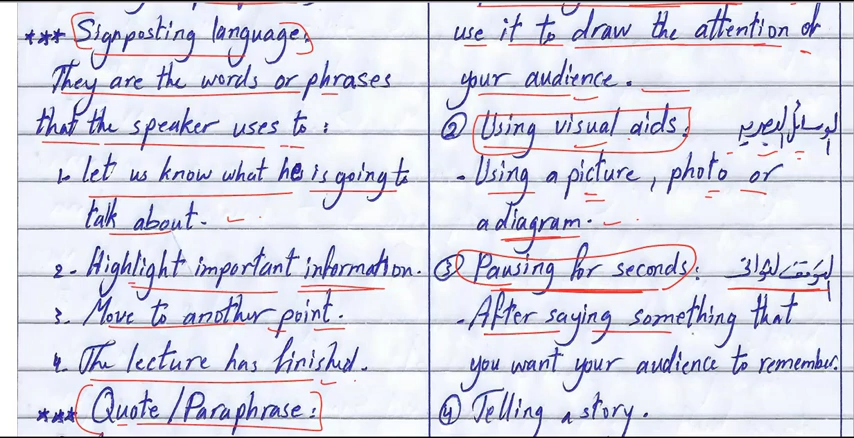 *** Signposting language:
They are the words or phrases
that the speaker uses to :
1. let us know what he is going to
talk about.
2- Highlight important information.
3. Move to another point.
4. The lecture has finished.
*** Quote / Paraphrase :
use it to draw the attention of
your audience.
② Using visual aids: الوسائل البصرية
- Using a picture, photo or
a diagram.
③ Pausing for seconds: التوقف لثواني
- After saying something that
you want your audience to remember.
④ Telling a story.